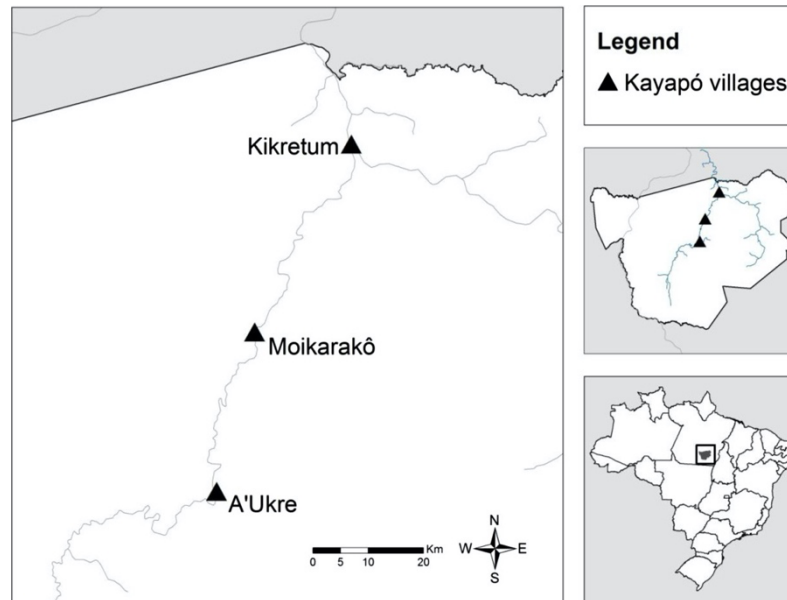 Legend
Kayapó villages
Kikretum
Moikarakô
A'Ukre
Km
0 5 10 20
N
W E
S